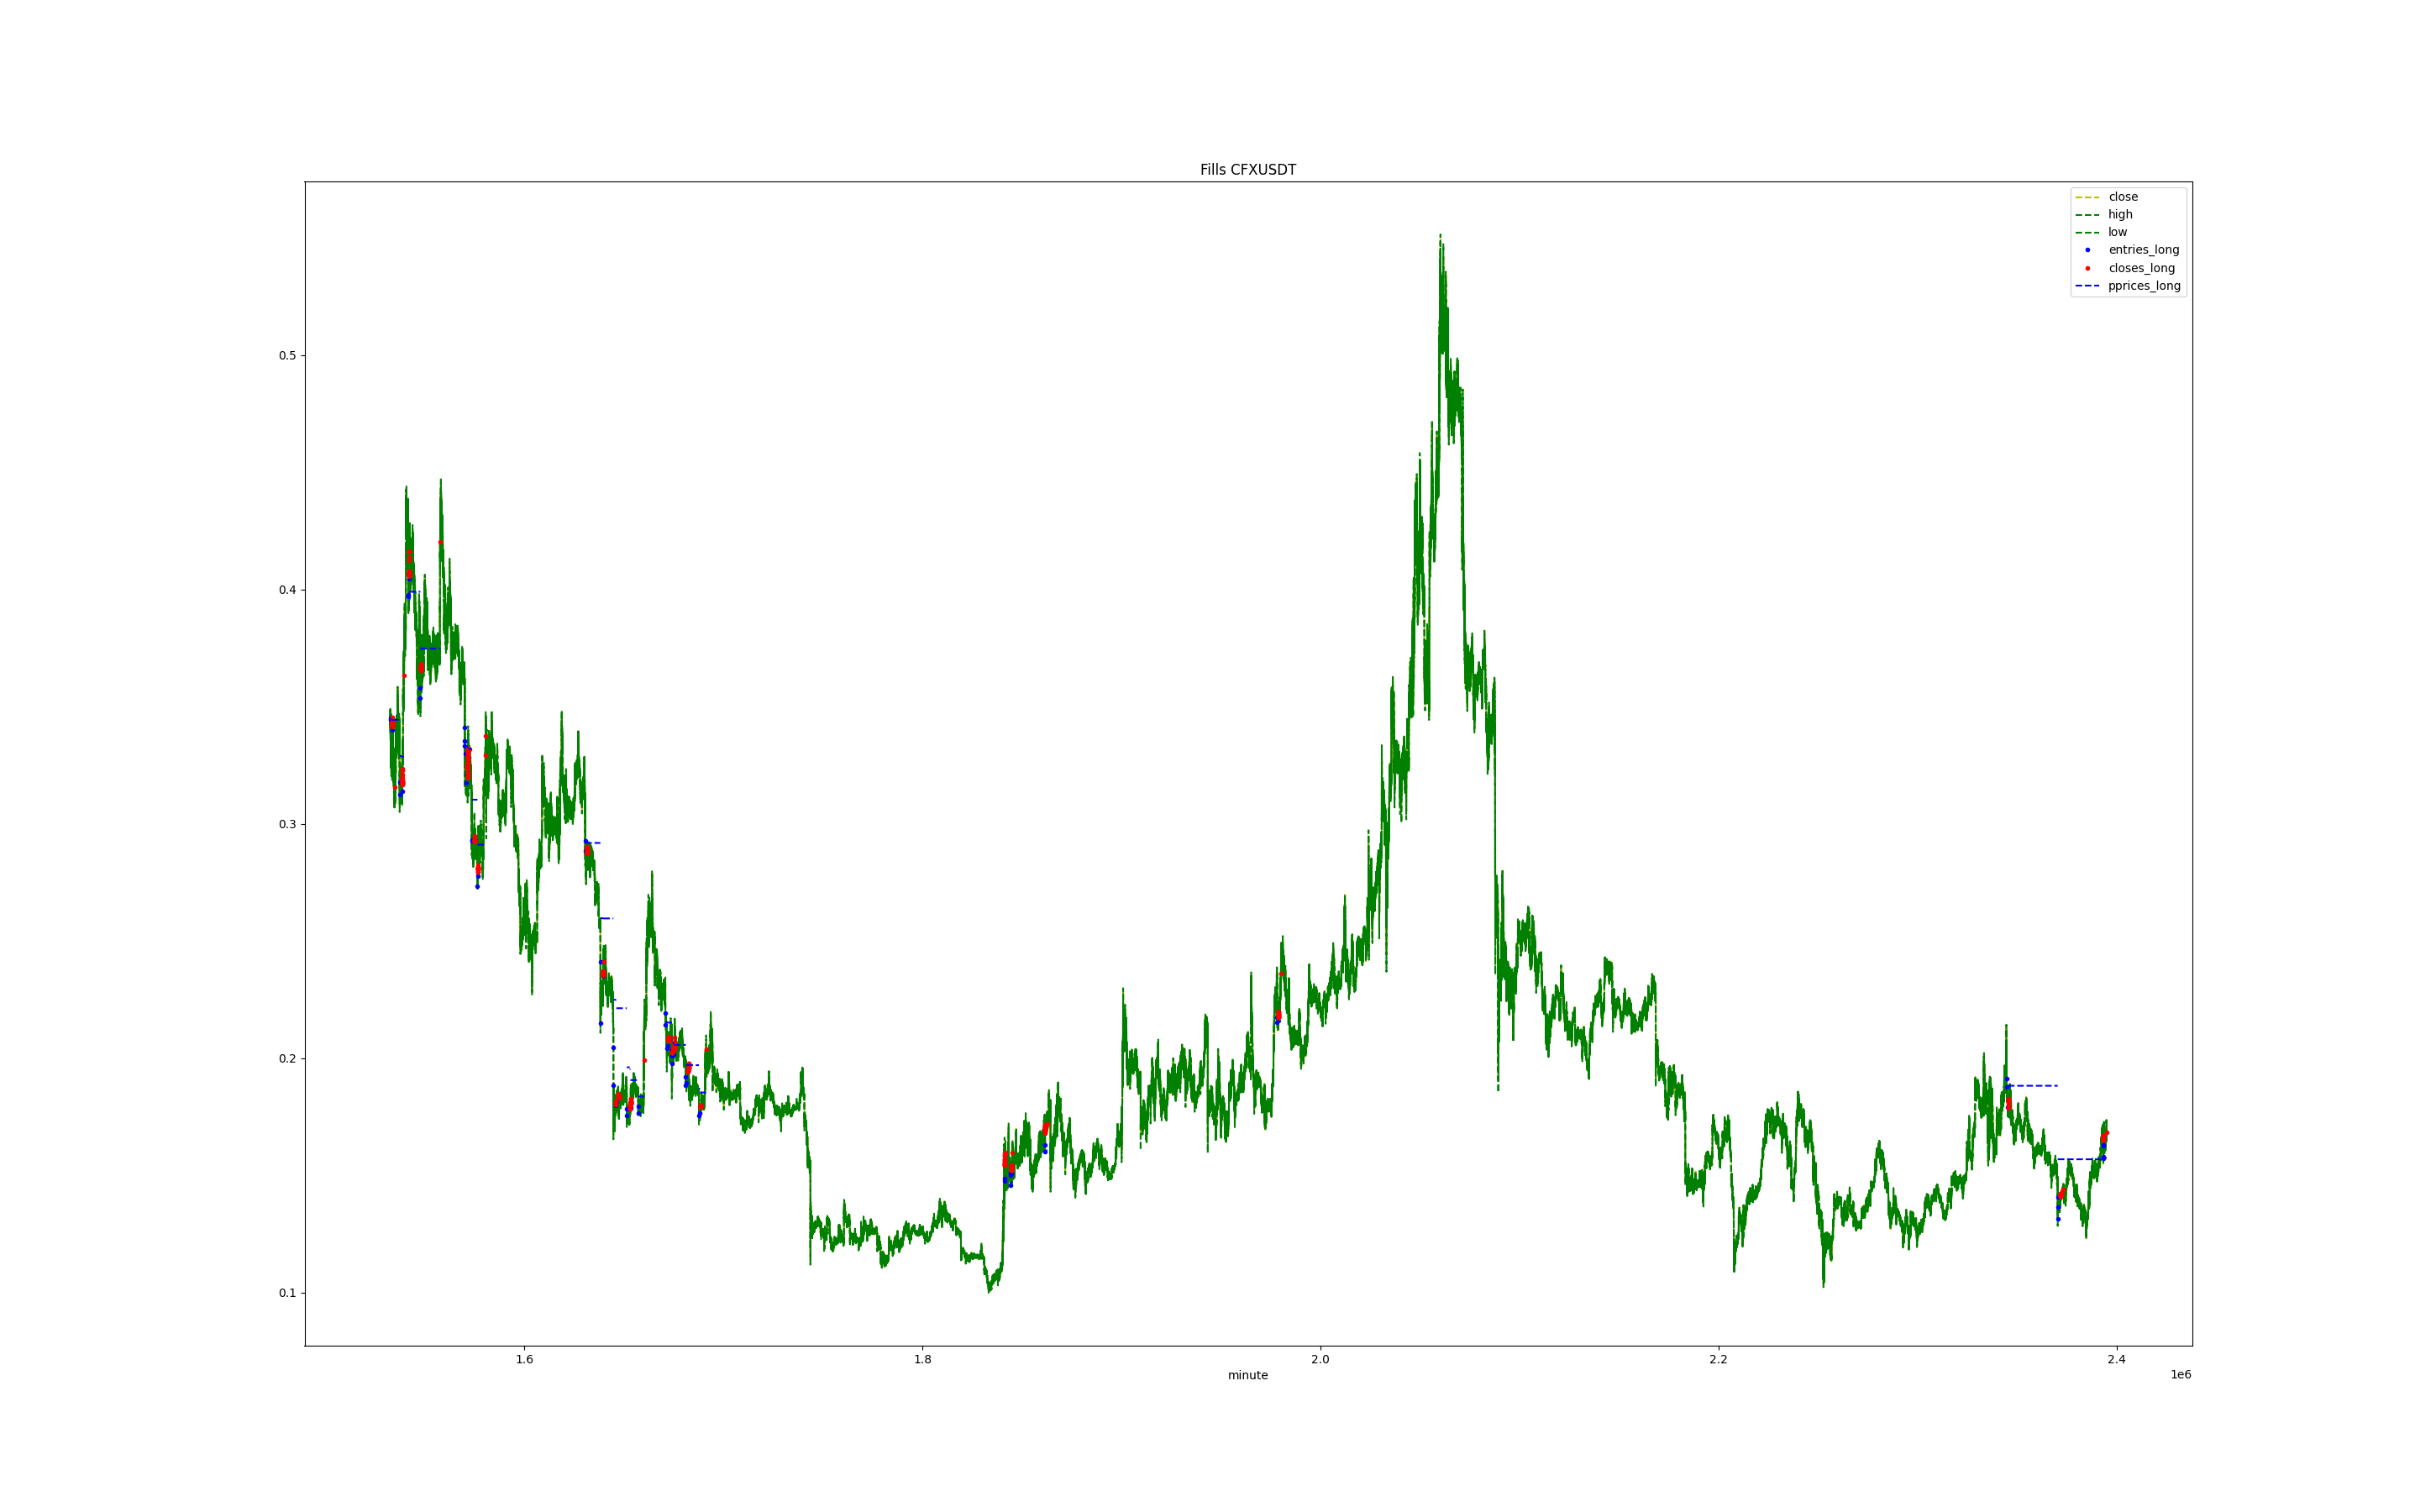 Fills CFXUSDT
close
high
low
entries_long
closes_long
pprices_long
0.5
0.4
0.3
0.2
0.1
1.6
1.8
2.0
2.2
2.4
minute
1e6